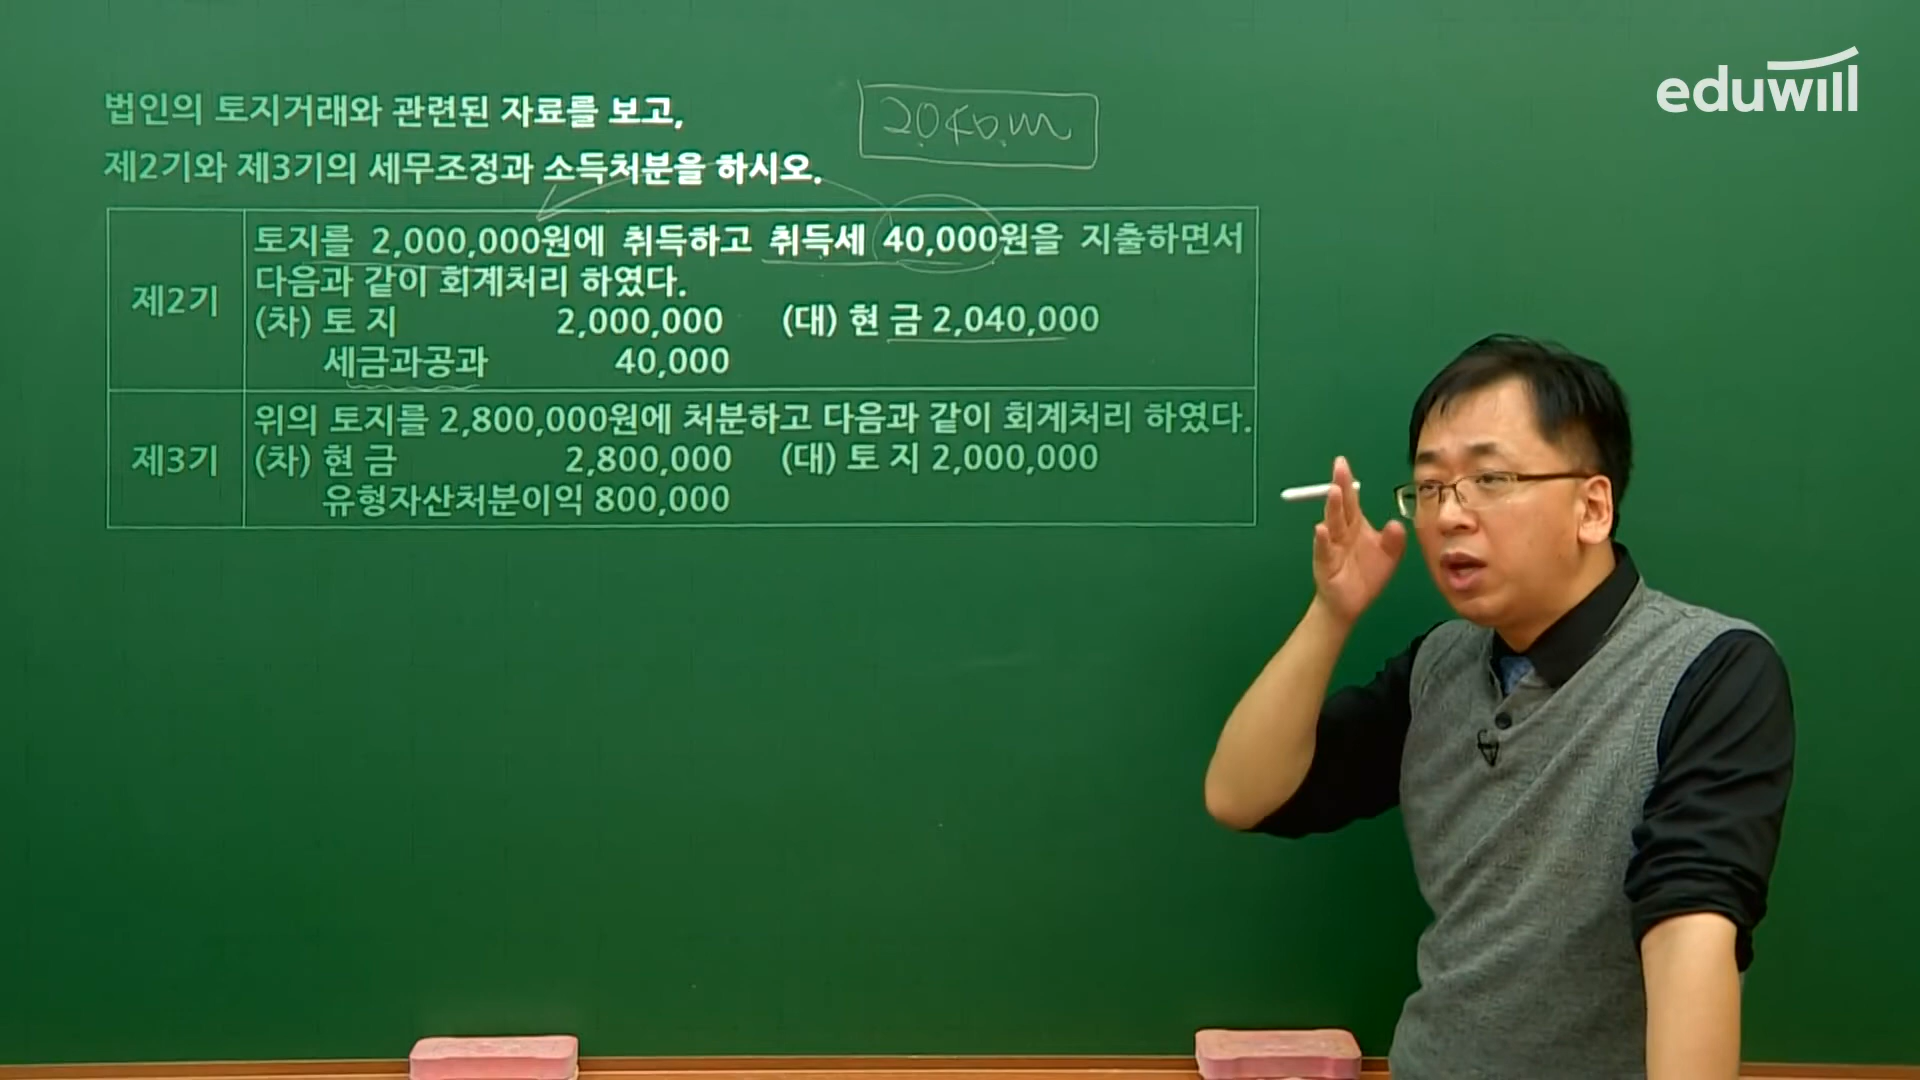 eduwill
법인의 토지거래와 관련된 자료를 보고,
제2기와 제3기의 세무조정과 소득처분을 하시오.
제2기
토지를 2,000,000원에 취득하고 취득세 40,000원을 지출하면서
다음과 같이 회계처리 하였다.
(차) 토 지 2,000,000 (대) 현 금 2,040,000
세금과공과 40,000
제3기
위의 토지를 2,800,000원에 처분하고 다음과 같이 회계처리 하였다.
(차) 현 금 2,800,000 (대) 토 지 2,000,000
유형자산처분이익 800,000